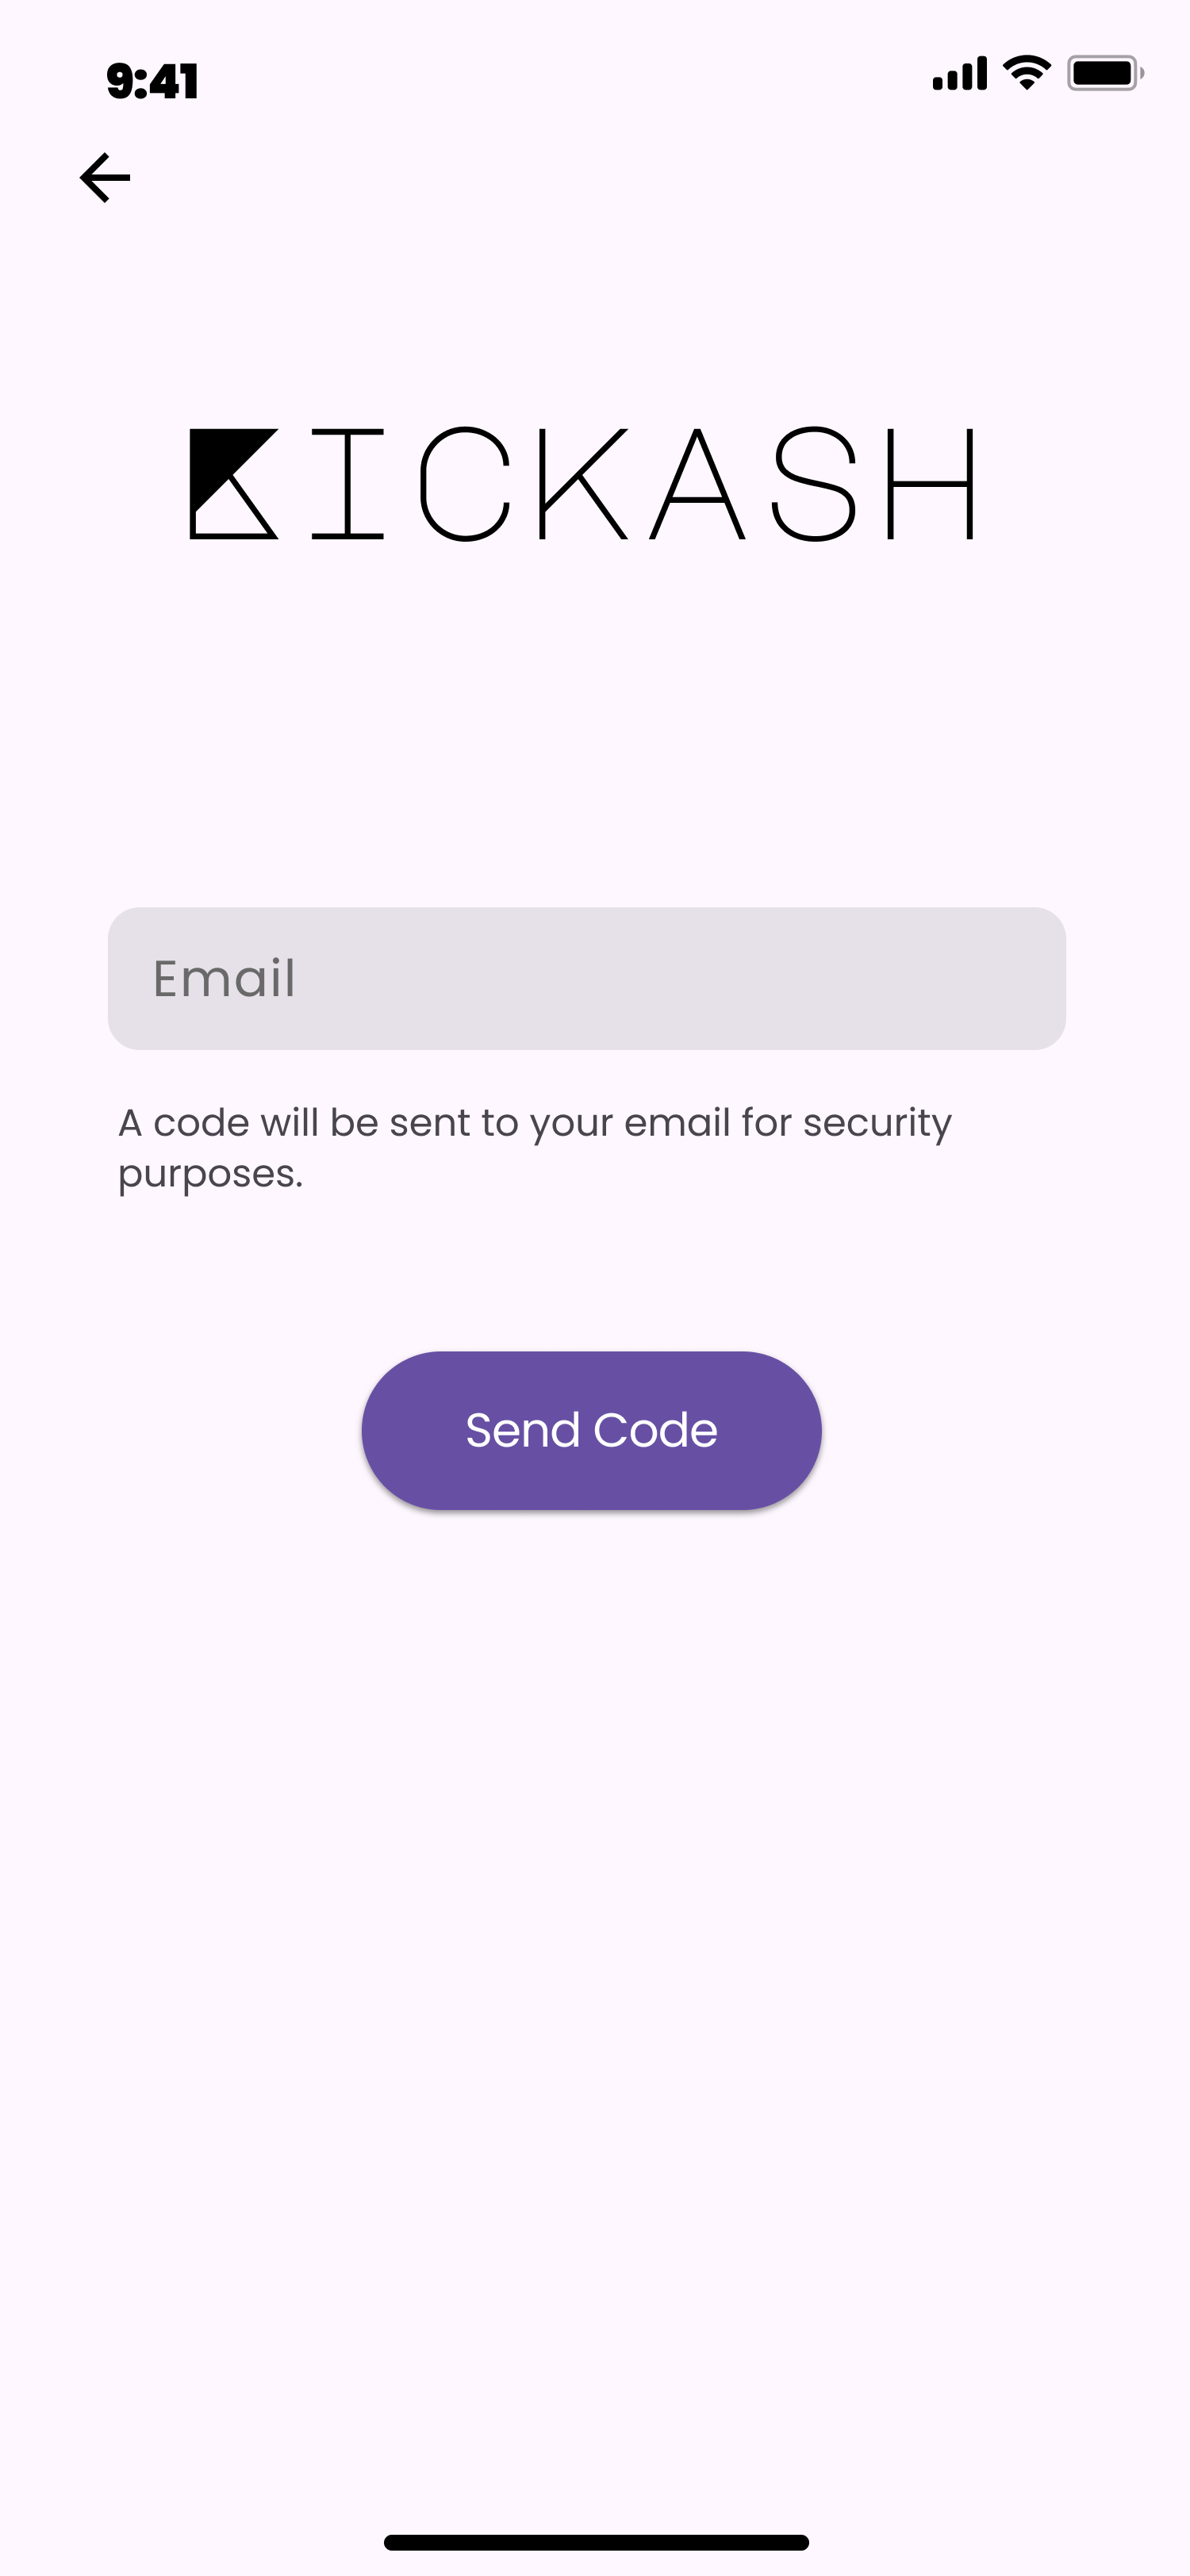 9:41
KICKASH
Email
A code will be sent to your email for security
purposes.
Send Code